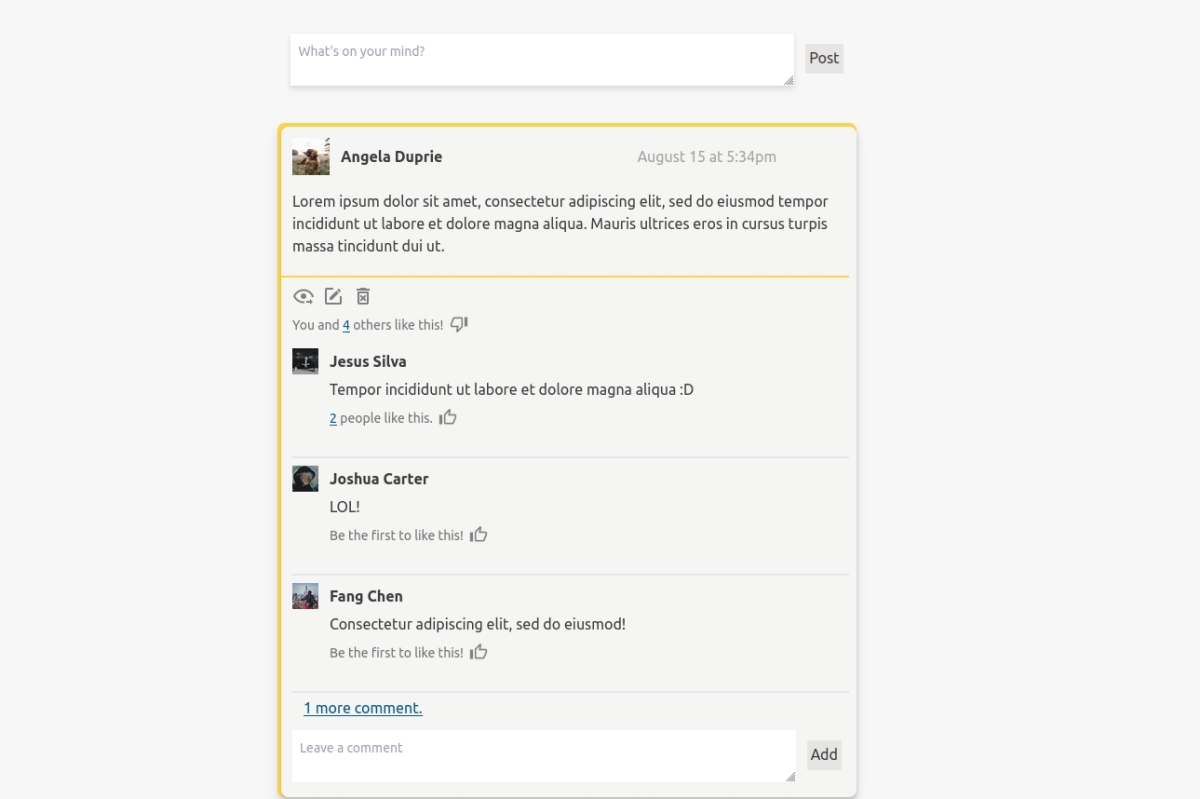 What's on your mind?
Post
Angela Duprie
August 15 at 5:34pm
Lorem ipsum dolor sit amet, consectetur adipiscing elit, sed do eiusmod tempor
incididunt ut labore et dolore magna aliqua. Mauris ultrices eros in cursus turpis
massa tincidunt dui ut.
You and 4 others like this!
Jesus Silva
Tempor incididunt ut labore et dolore magna aliqua :D
2 people like this.
Joshua Carter
LOL!
Be the first to like this!
Fang Chen
Consectetur adipiscing elit, sed do eiusmod!
Be the first to like this!
1 more comment.
Leave a comment
Add